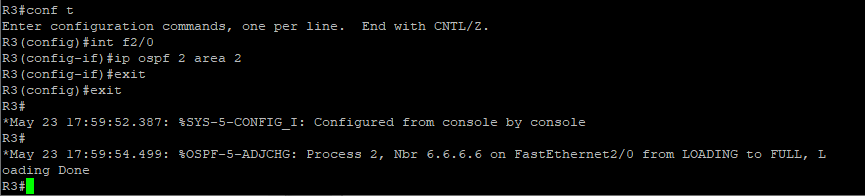 R3#conf t
Enter configuration commands, one per line.  End with CNTL/Z.
R3(config)#int f2/0
R3(config-if)#ip ospf 2 area 2
R3(config-if)#exit
R3(config)#exit
R3#
*May 23 17:59:52.387: %SYS-5-CONFIG_I: Configured from console by console
R3#
*May 23 17:59:54.499: %OSPF-5-ADJCHG: Process 2, Nbr 6.6.6.6 on FastEthernet2/0 from LOADING to FULL, L
oading Done
R3#